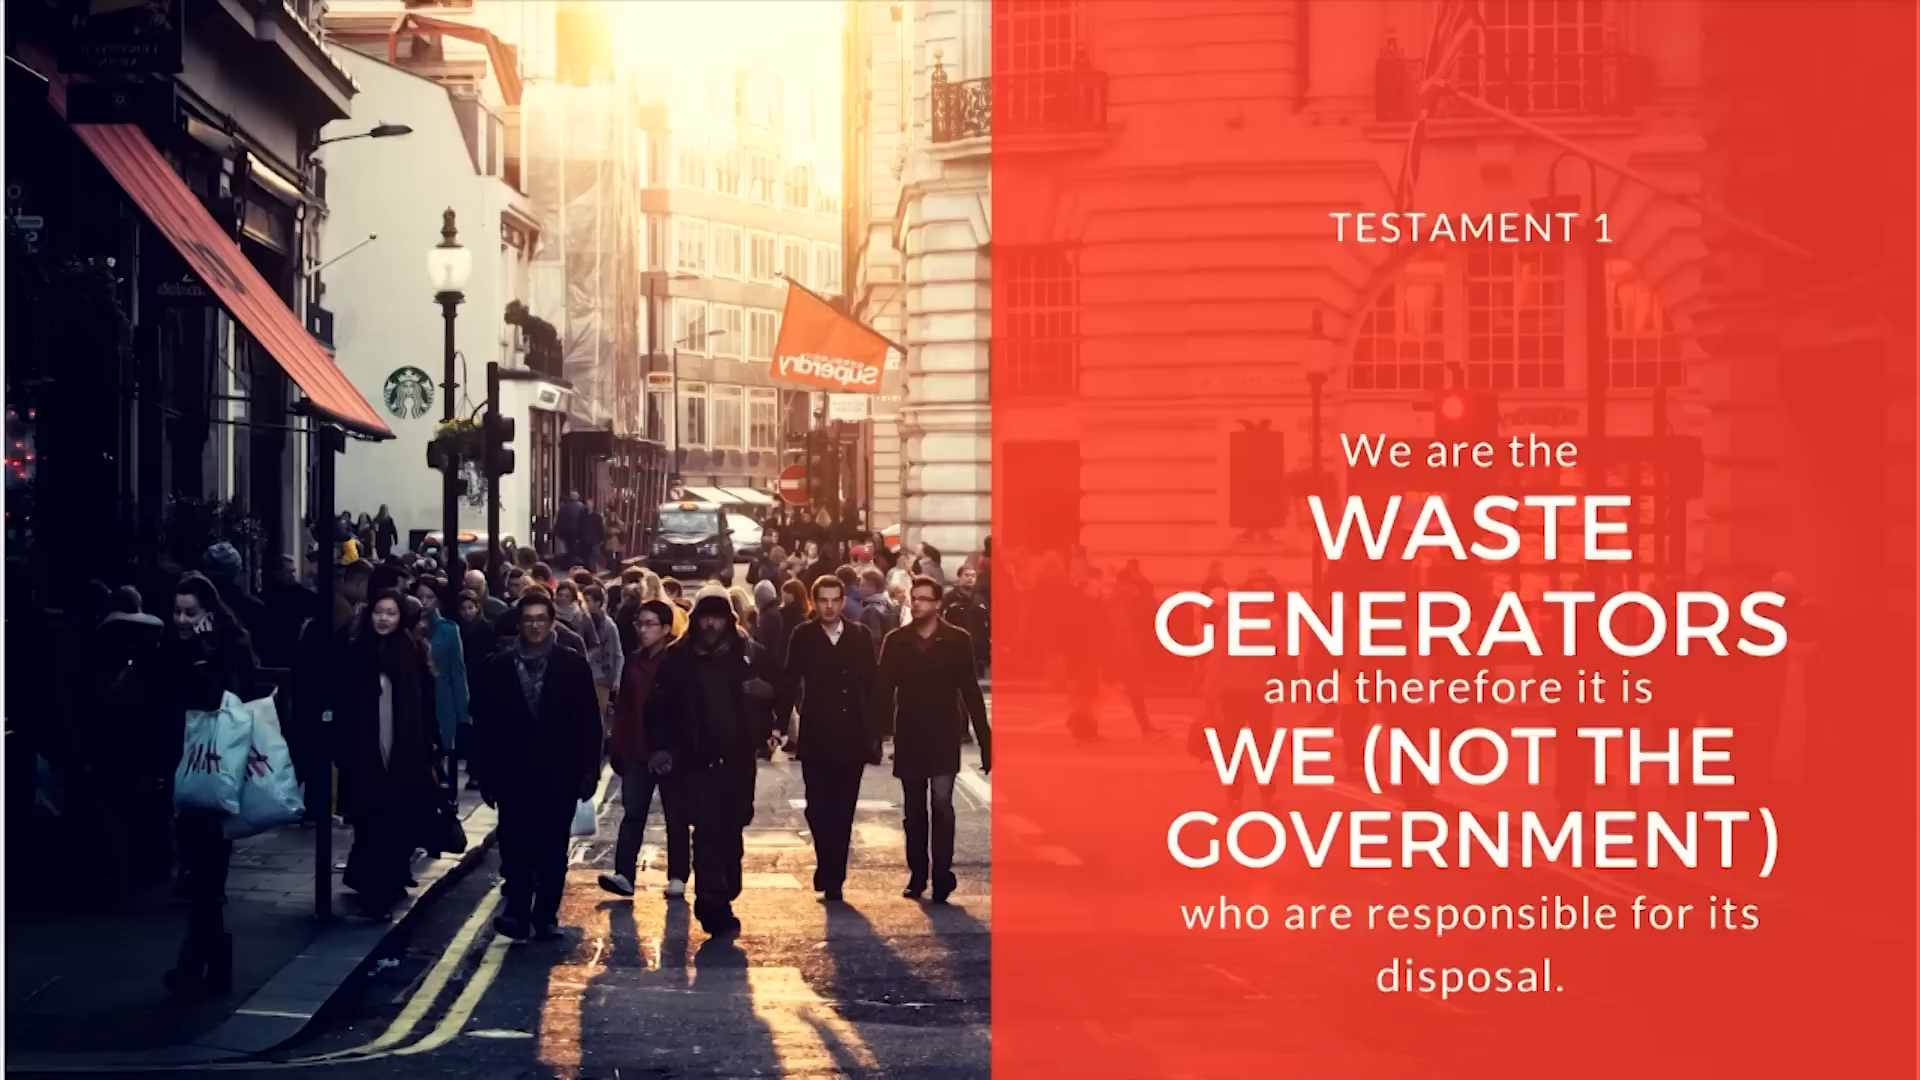 Superdry
H&M
TESTAMENT 1
We are the
WASTE
GENERATORS
and therefore it is
WE (NOT THE
GOVERNMENT)
who are responsible for its
disposal.